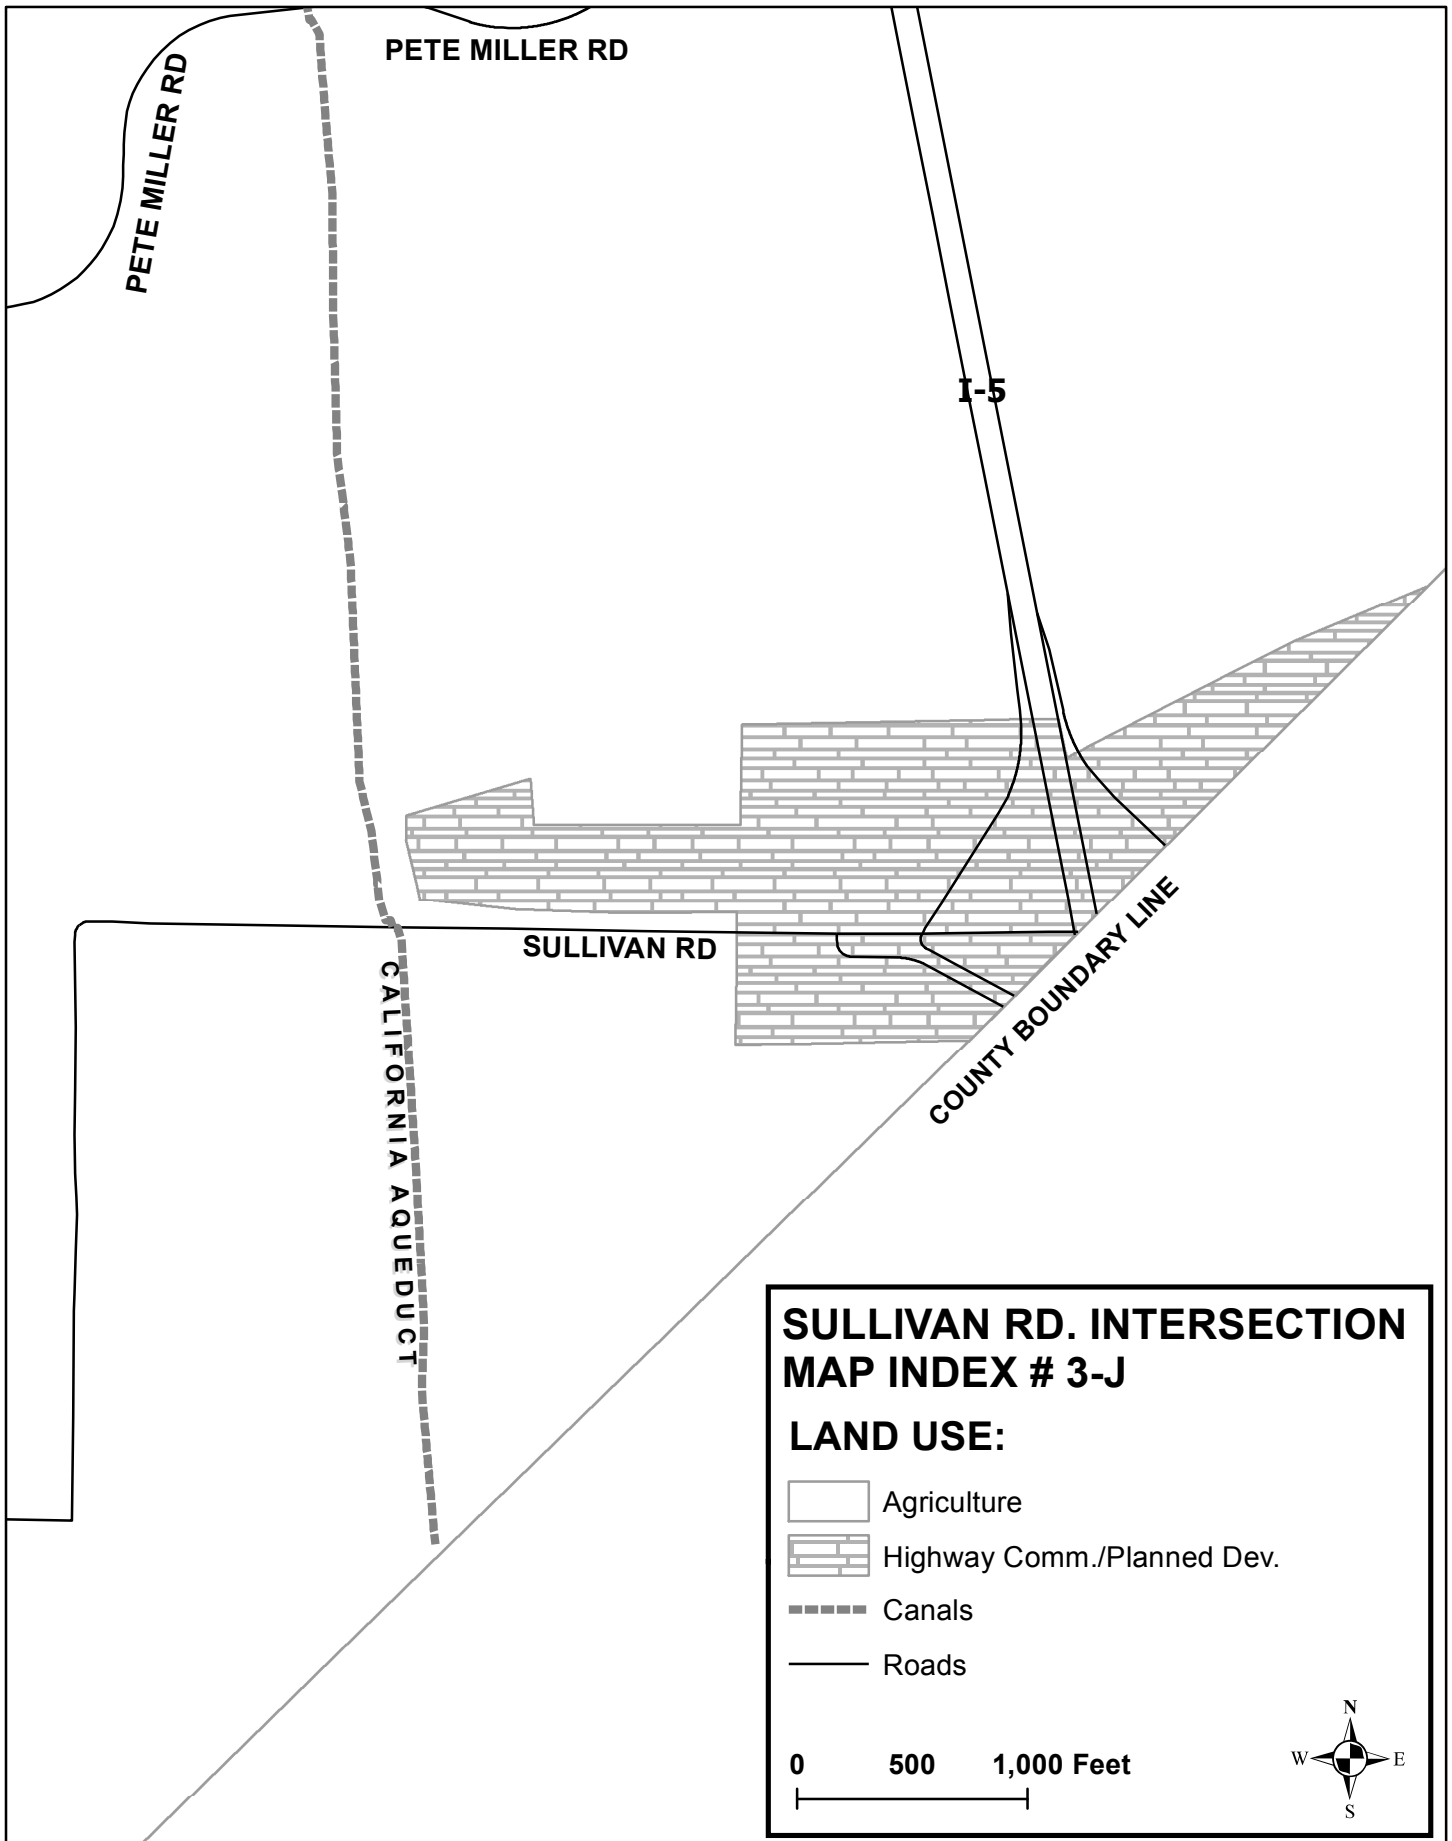 PETE MILLER RD
PETE MILLER RD
I-5
SULLIVAN RD
COUNTY BOUNDARY LINE
CALIFORNIA AQUEDUCT
SULLIVAN RD. INTERSECTION
MAP INDEX # 3-J
LAND USE:
Agriculture
Highway Comm./Planned Dev.
Canals
Roads
0 500 1,000 Feet
N
W E
S